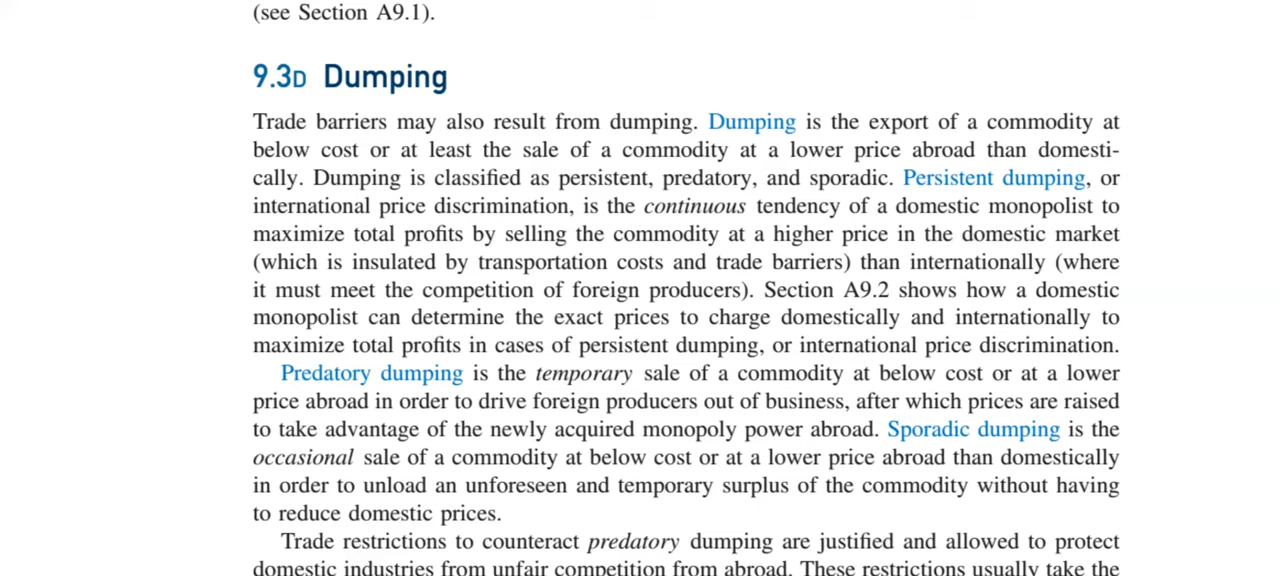 (see Section A9.1).
9.3D Dumping
Trade barriers may also result from dumping. Dumping is the export of a commodity at
below cost or at least the sale of a commodity at a lower price abroad than domesti-
cally. Dumping is classified as persistent, predatory, and sporadic. Persistent dumping, or
international price discrimination, is the continuous tendency of a domestic monopolist to
maximize total profits by selling the commodity at a higher price in the domestic market
(which is insulated by transportation costs and trade barriers) than internationally (where
it must meet the competition of foreign producers). Section A9.2 shows how a domestic
monopolist can determine the exact prices to charge domestically and internationally to
maximize total profits in cases of persistent dumping, or international price discrimination.
Predatory dumping is the temporary sale of a commodity at below cost or at a lower
price abroad in order to drive foreign producers out of business, after which prices are raised
to take advantage of the newly acquired monopoly power abroad. Sporadic dumping is the
occasional sale of a commodity at below cost or at a lower price abroad than domestically
in order to unload an unforeseen and temporary surplus of the commodity without having
to reduce domestic prices.
Trade restrictions to counteract predatory dumping are justified and allowed to protect
domestic industries from unfair competition from abroad. These restrictions usually take the